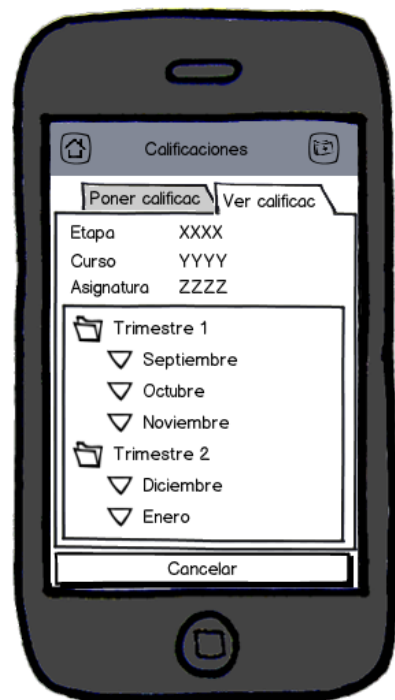 Calificaciones
Poner calificac Ver calificac
Etapa XXXX
Curso YYYY
Asignatura ZZZZ
Trimestre 1
Septiembre
Octubre
Noviembre
Trimestre 2
Diciembre
Enero
Cancelar